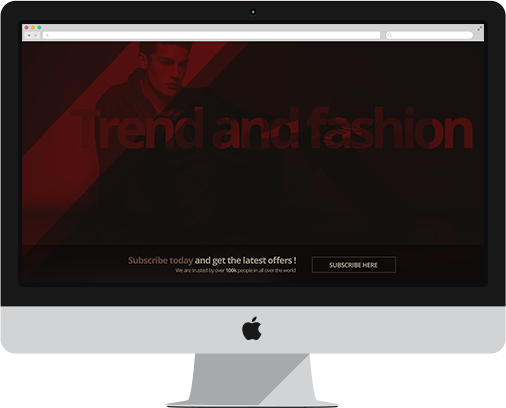 Trend and fashion
Subscribe today and get the latest offers !
We are trusted by over 100k people in all over the world
SUBSCRIBE HERE